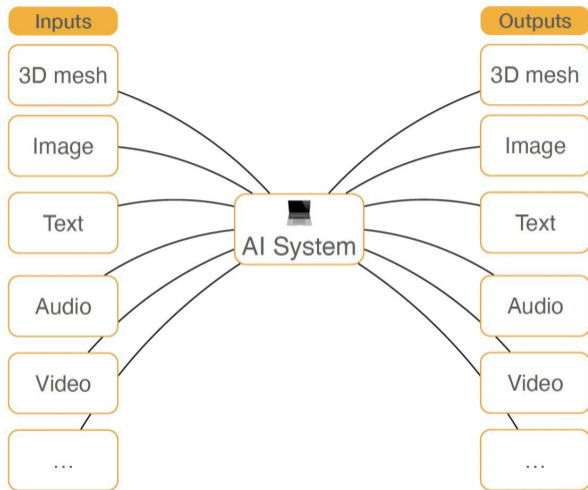 Inputs
Outputs
3D mesh
3D mesh
Image
Image
Text
AI System
Text
Audio
Audio
Video
Video
...
...